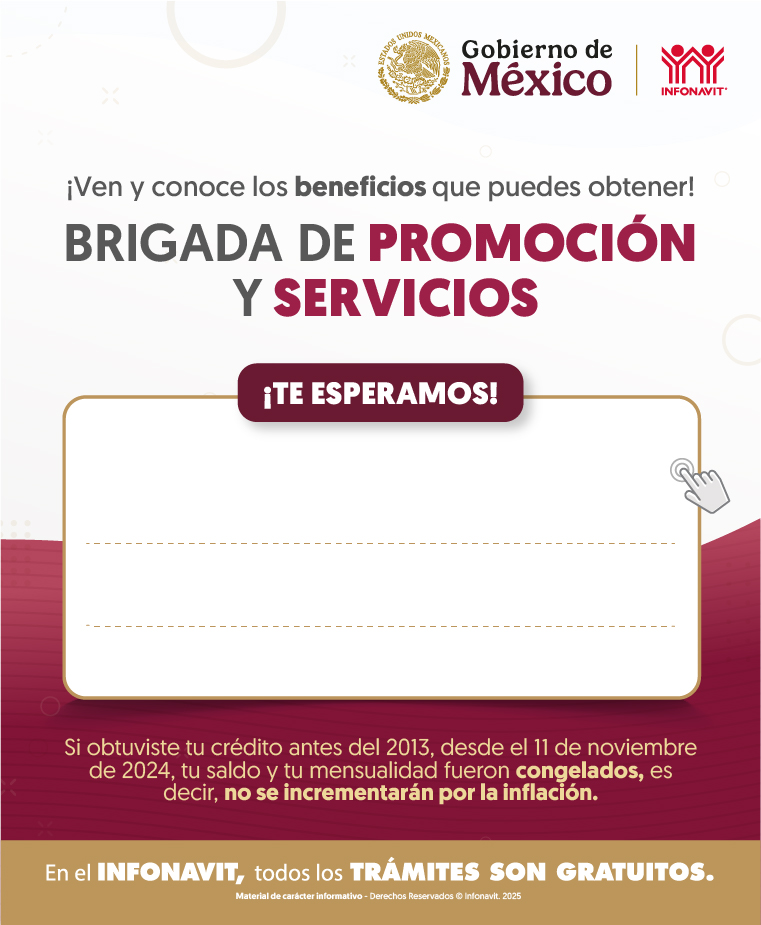 ESTADOS UNIDOS MEXICANOS
Gobierno de
México
INFONAVIT
¡Ven y conoce los beneficios que puedes obtener!
BRIGADA DE PROMOCIÓN
Y SERVICIOS
¡TE ESPERAMOS!
Si obtuviste tu crédito antes del 2013, desde el 11 de noviembre
de 2024, tu saldo y tu mensualidad fueron congelados, es
decir, no se incrementarán por la inflación.
En el INFONAVIT, todos los TRÁMITES SON GRATUITOS.
Material de carácter informativo - Derechos Reservados © Infonavit. 2025